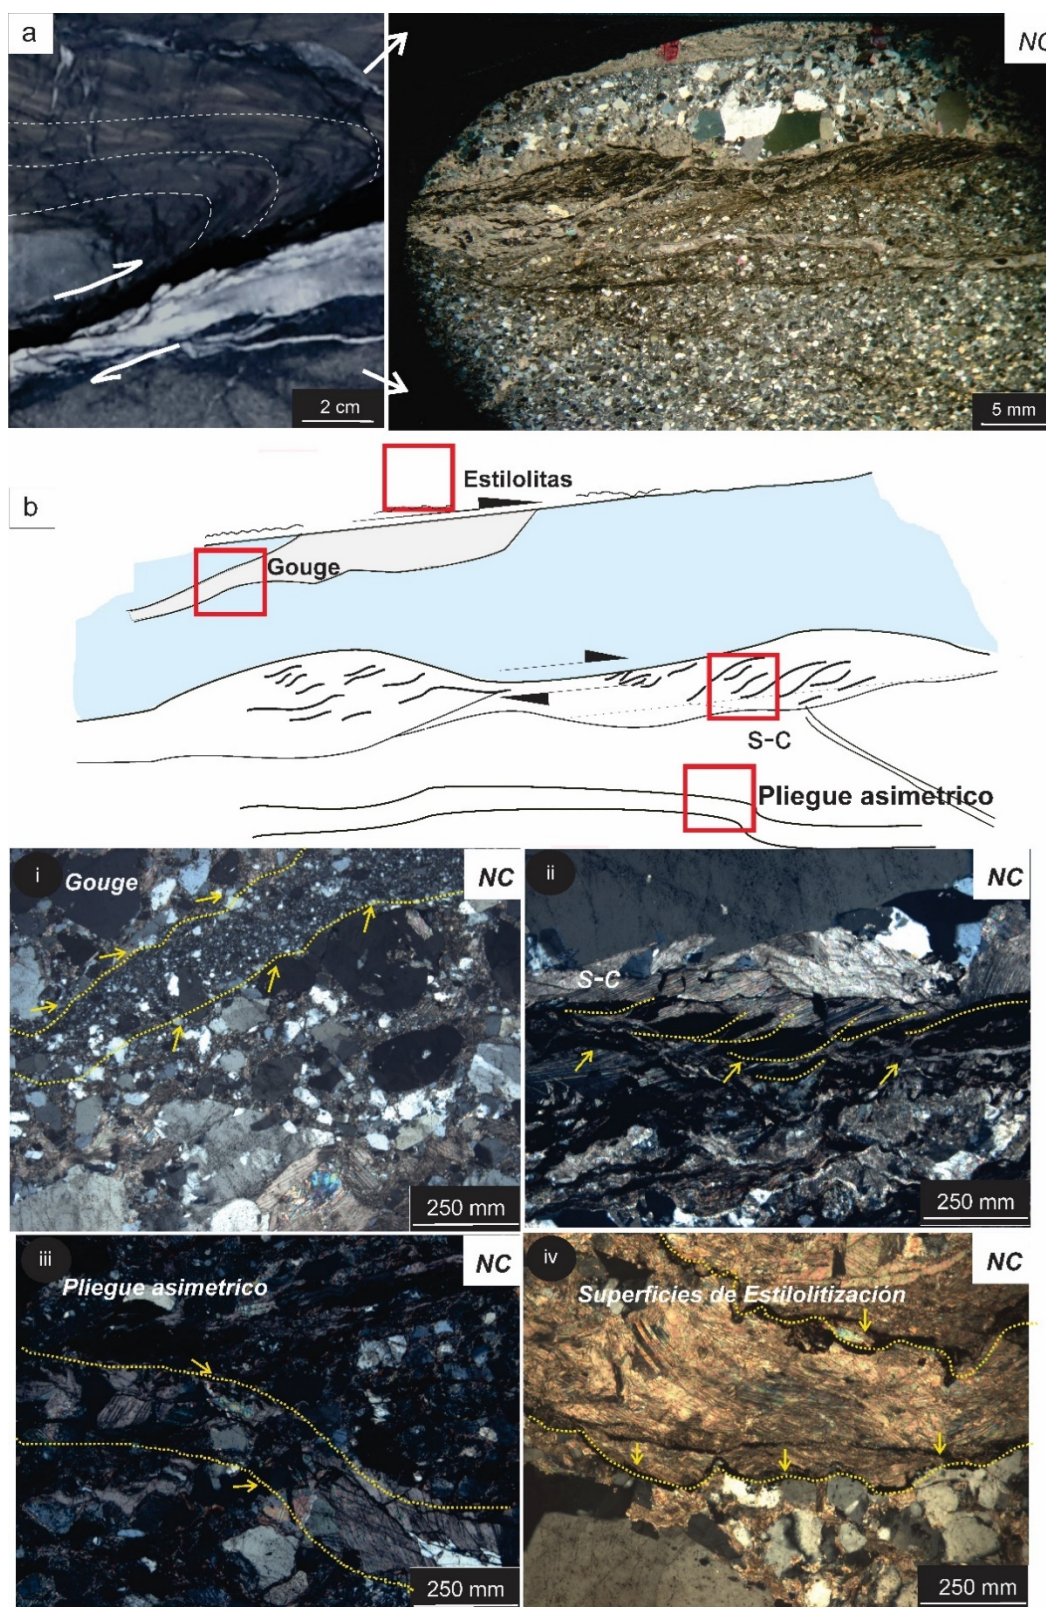 a
NC
2 cm
5 mm
b
Estilolitas
Gouge
S-C
Pliegue asimetrico
i
Gouge
NC
250 mm
ii
NC
S-C
250 mm
iii
NC
Pliegue asimetrico
250 mm
iv
NC
Superficies de Estilolitización
250 mm